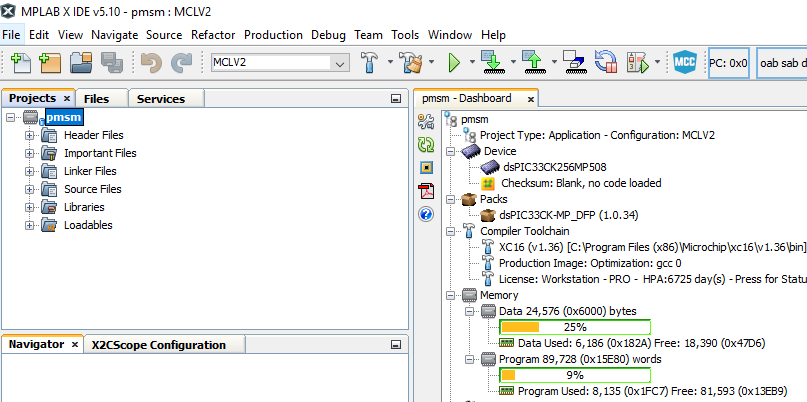 MPLAB X IDE v5.10 - pmsm : MCLV2
File Edit View Navigate Source Refactor Production Debug Team Tools Window Help
MCLV2 MCC PC: 0x0 oab sab d
Projects × Files Services
pmsm
Header Files
Important Files
Linker Files
Source Files
Libraries
Loadables
Navigator × X2CScope Configuration
pmsm - Dashboard ×
pmsm
Project Type: Application - Configuration: MCLV2
Device
dsPIC33CK256MP508
Checksum: Blank, no code loaded
Packs
dsPIC33CK-MP_DFP (1.0.34)
Compiler Toolchain
XC16 (v1.36) [C:\Program Files (x86)\Microchip\xc16\v1.36\bin]
Production Image: Optimization: gcc 0
License: Workstation - PRO - HPA:6725 day(s) - Press for Statu
Memory
Data 24,576 (0x6000) bytes
25%
Data Used: 6,186 (0x182A) Free: 18,390 (0x47D6)
Program 89,728 (0x15E80) words
9%
Program Used: 8,135 (0x1FC7) Free: 81,593 (0x13EB9)